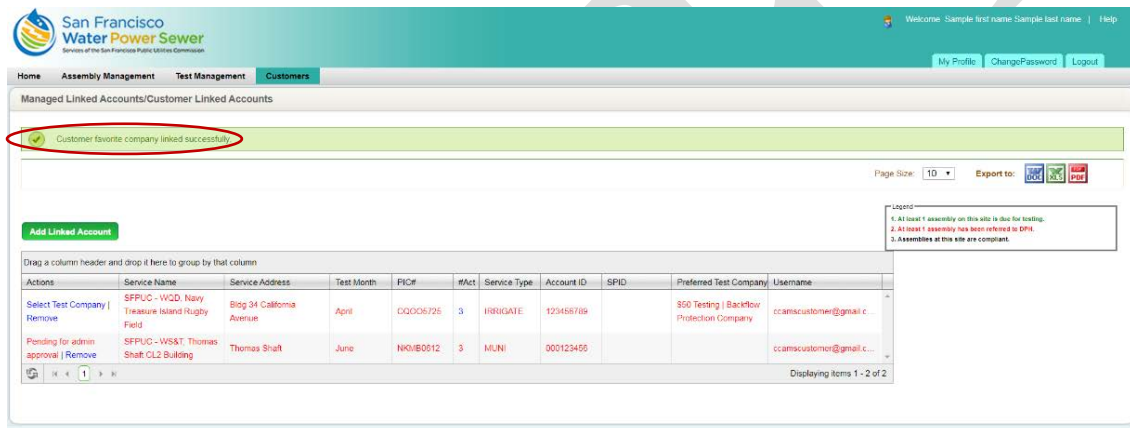 San Francisco
Water Power Sewer
Services of the San Francisco Public Utilities Commission
Welcome Sample first name Sample last name | Help
My Profile ChangePassword Logout
Home Assembly Management Test Management Customers
Managed Linked Accounts/Customer Linked Accounts
Customer favorite company linked successfully
Page Size: 10 Export to: DOC XLS PDF
Legend
1. At least 1 assembly on this site is due for testing.
2. At least 1 assembly has been referred to DPH.
3. Assemblies at this site are compliant.
Add Linked Account
Drag a column header and drop it here to group by that column
Actions Service Name Service Address Test Month PIC# #Act Service Type Account ID SPID Preferred Test Company Username
Select Test Company | Remove SFPUC - WQD, Navy Treasure Island Rugby Field Bldg 34 California Avenue April CQOO5725 3 IRRIGATE 123456789 $50 Testing | Backflow Protection Company ccamscustomer@gmail.c...
Pending for admin approval | Remove SFPUC - WS&T, Thomas Shaft CL2 Building Thomas Shaft June NKMB0612 3 MUNI 000123456 ccamscustomer@gmail.c...
1 Displaying items 1 - 2 of 2